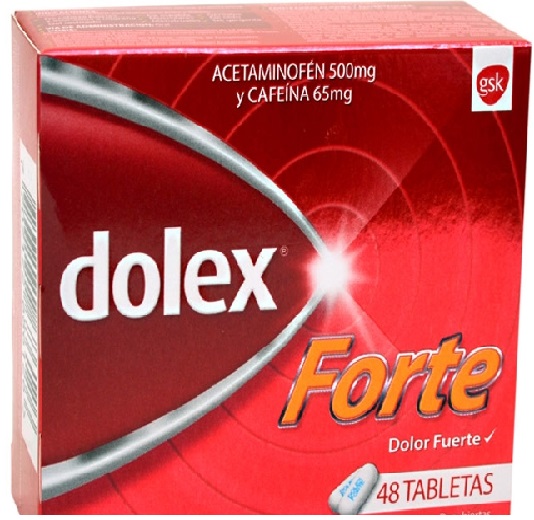 ACETAMINOFÉN 500mg
y CAFEÍNA 65mg
gsk
dolex
Forte
Dolor Fuerte ✓
48 TABLETAS